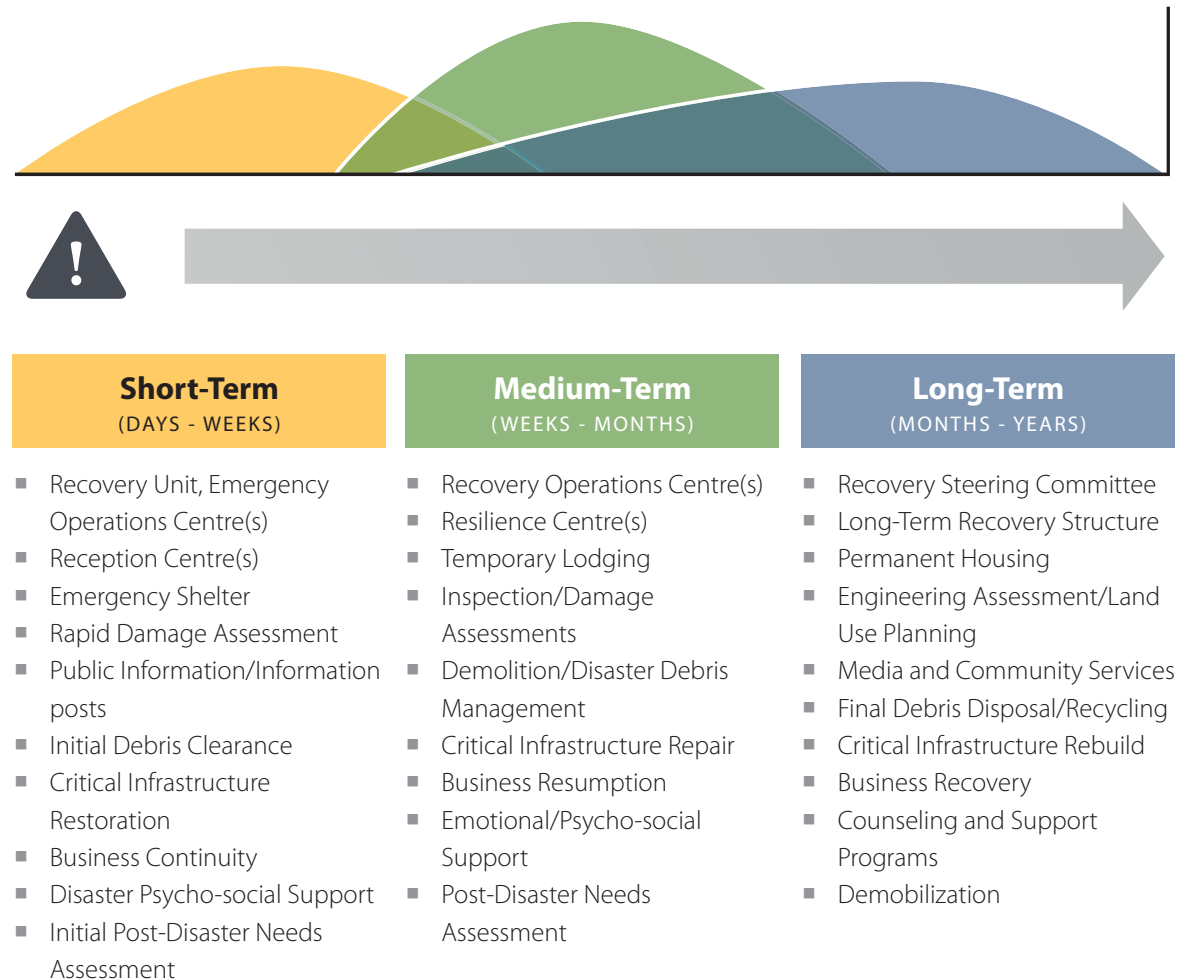 !
Short-Term
(DAYS - WEEKS)
■ Recovery Unit, Emergency
Operations Centre(s)
■ Reception Centre(s)
■ Emergency Shelter
■ Rapid Damage Assessment
■ Public Information/Information
posts
■ Initial Debris Clearance
■ Critical Infrastructure
Restoration
■ Business Continuity
■ Disaster Psycho-social Support
■ Initial Post-Disaster Needs
Assessment
Medium-Term
(WEEKS - MONTHS)
■ Recovery Operations Centre(s)
■ Resilience Centre(s)
■ Temporary Lodging
■ Inspection/Damage
Assessments
■ Demolition/Disaster Debris
Management
■ Critical Infrastructure Repair
■ Business Resumption
■ Emotional/Psycho-social
Support
■ Post-Disaster Needs
Assessment
Long-Term
(MONTHS - YEARS)
■ Recovery Steering Committee
■ Long-Term Recovery Structure
■ Permanent Housing
■ Engineering Assessment/Land
Use Planning
■ Media and Community Services
■ Final Debris Disposal/Recycling
■ Critical Infrastructure Rebuild
■ Business Recovery
■ Counseling and Support
Programs
■ Demobilization